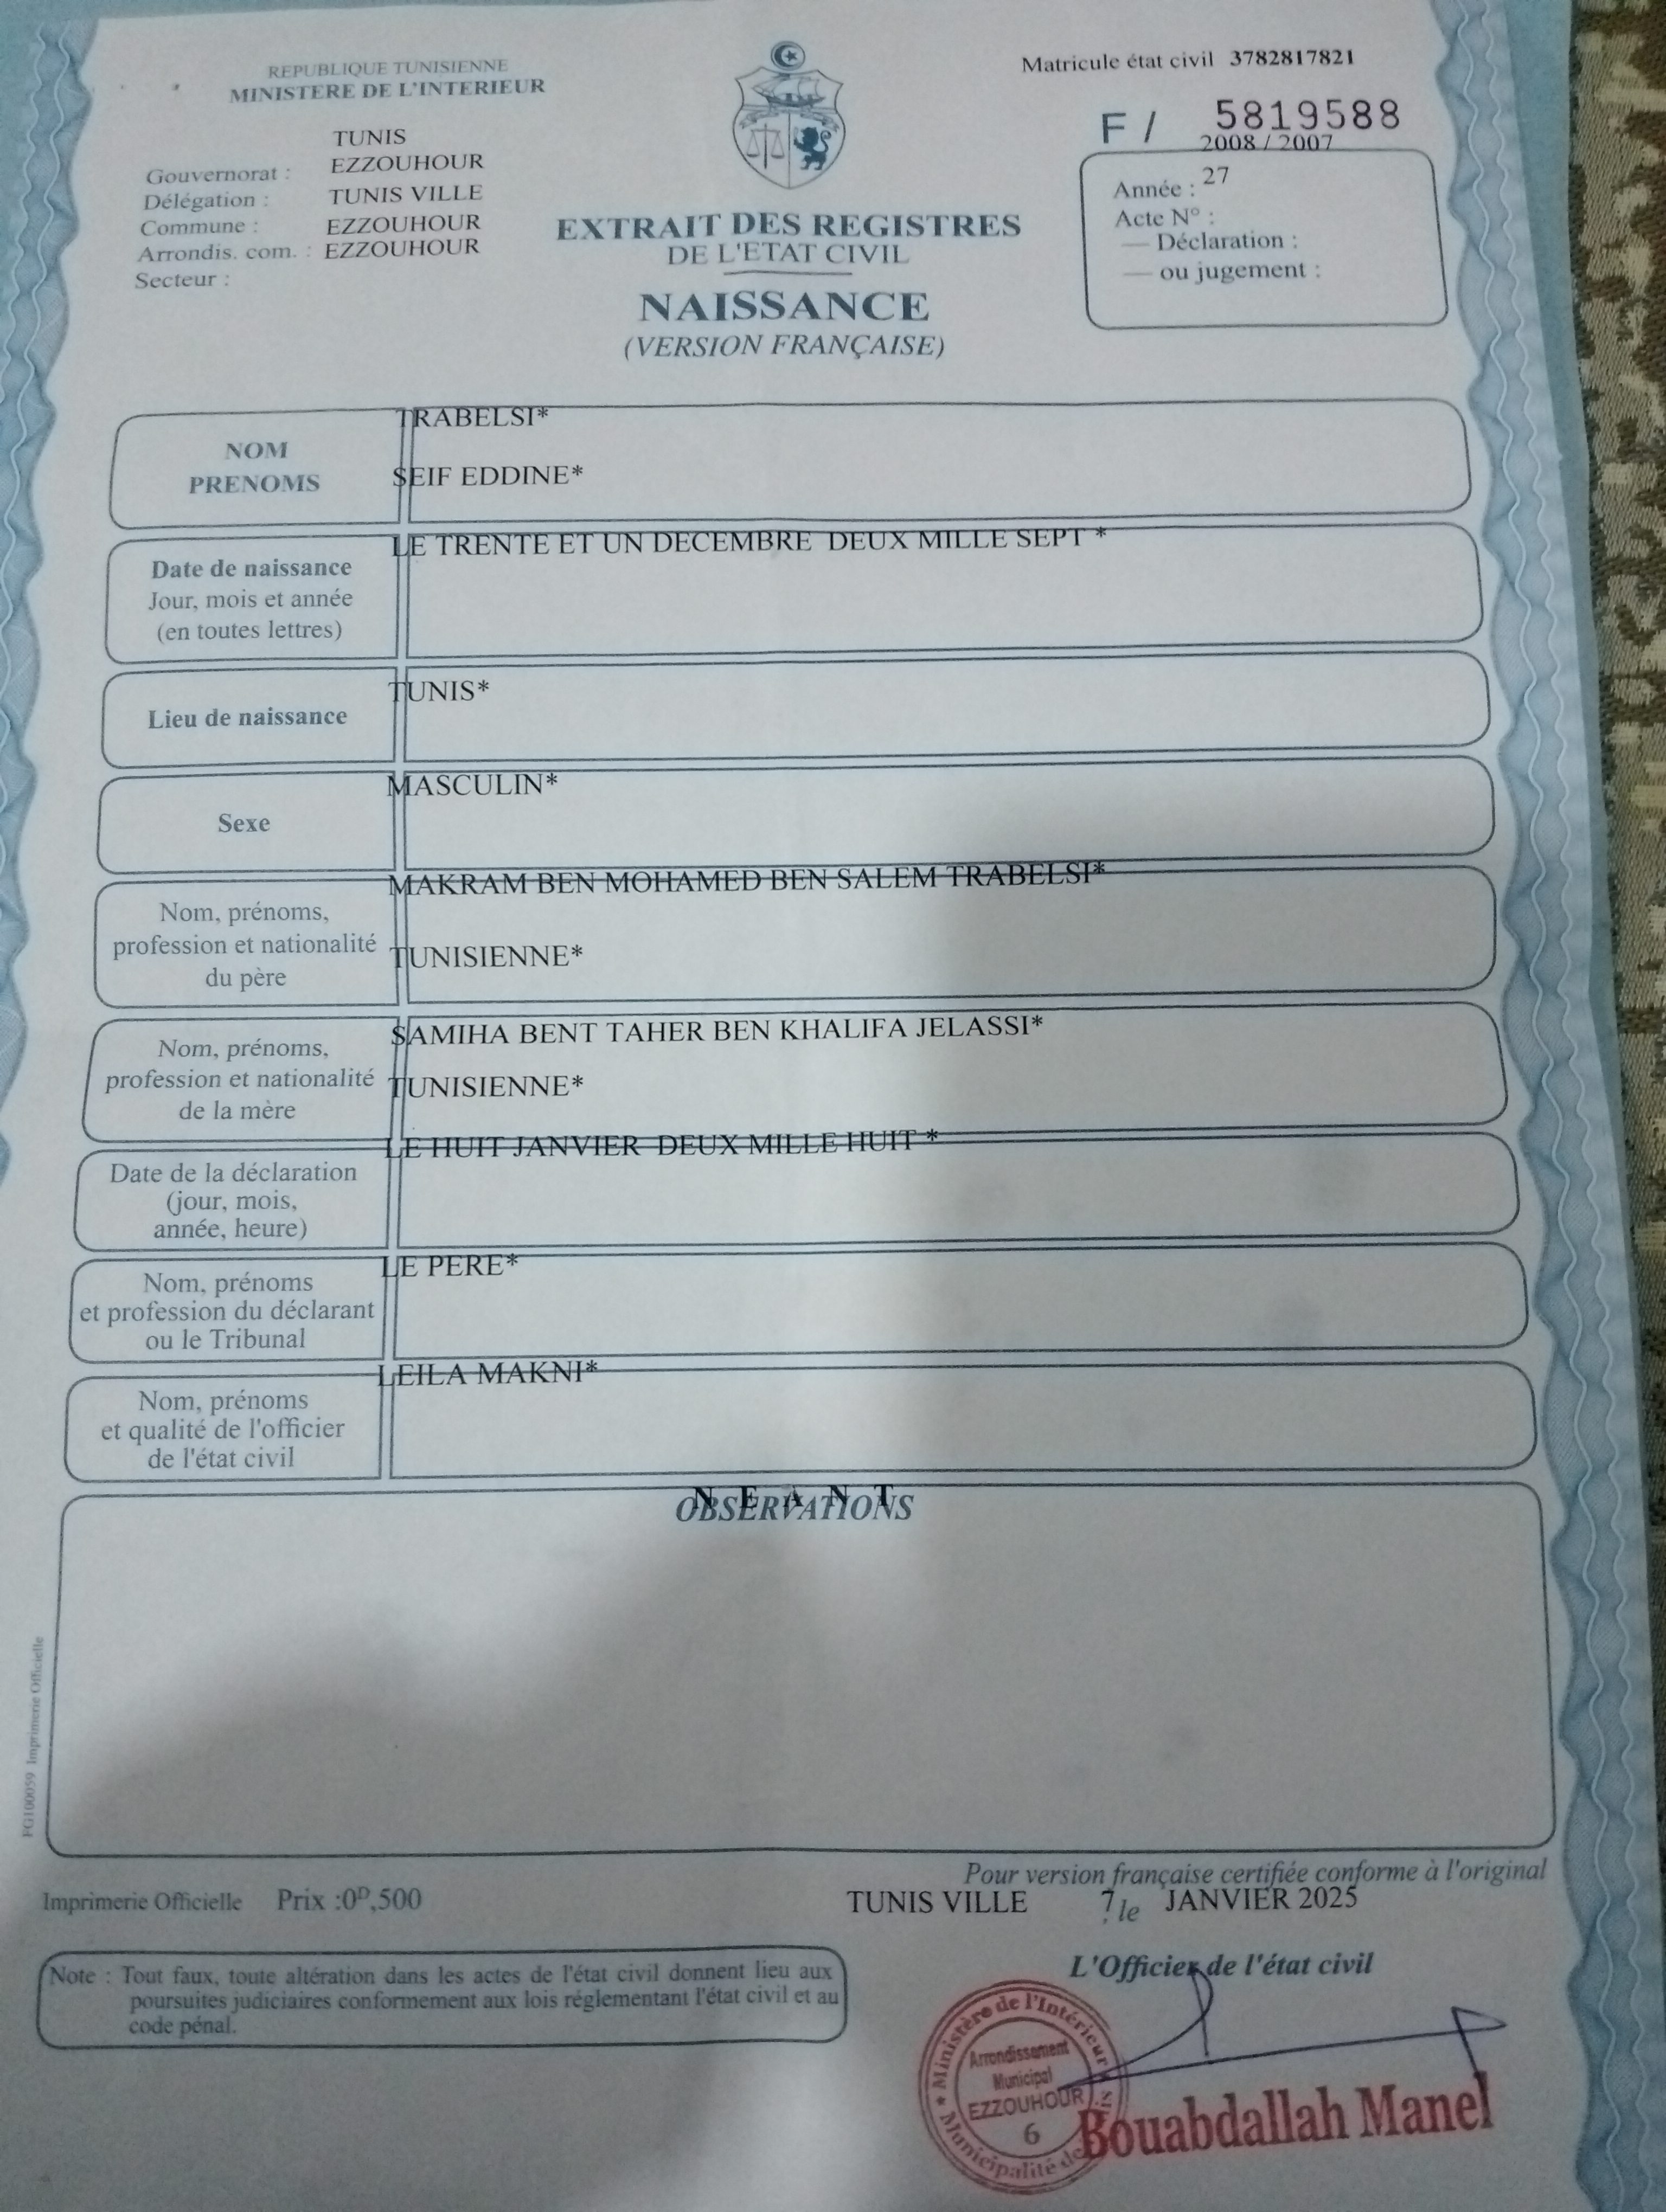 REPUBLIQUE TUNISIENNE
MINISTERE DE L'INTERIEUR
Matricule état civil 3782817821
F / 5819588
2008 / 2007
TUNIS
Gouvernorat : EZZOUHOUR
Délégation : TUNIS VILLE
Commune : EZZOUHOUR
Arrondis. com. : EZZOUHOUR
Secteur :
Année : 27
Acte N° :
— Déclaration :
— ou jugement :
EXTRAIT DES REGISTRES
DE L'ETAT CIVIL
NAISSANCE
(VERSION FRANÇAISE)
NOM
PRENOMS
TRABELSI*
SEIF EDDINE*
Date de naissance
Jour, mois et année
(en toutes lettres)
LE TRENTE ET UN DECEMBRE DEUX MILLE SEPT *
Lieu de naissance
TUNIS*
Sexe
MASCULIN*
Nom, prénoms,
profession et nationalité
du père
MAKRAM BEN MOHAMED BEN SALEM TRABELSI*
TUNISIENNE*
Nom, prénoms,
profession et nationalité
de la mère
SAMIHA BENT TAHER BEN KHALIFA JELASSI*
TUNISIENNE*
Date de la déclaration
(jour, mois,
année, heure)
LE HUIT JANVIER DEUX MILLE HUIT *
Nom, prénoms
et profession du déclarant
ou le Tribunal
LE PERE*
Nom, prénoms
et qualité de l'officier
de l'état civil
LEILA MAKNI*
N E A N T
OBSERVATIONS
FG100059 Imprimerie Officielle
Pour version française certifiée conforme à l'original
Imprimerie Officielle Prix :0ᴰ,500
TUNIS VILLE 7 le JANVIER 2025
L'Officier de l'état civil
Note : Tout faux, toute altération dans les actes de l'état civil donnent lieu aux
poursuites judiciaires conformement aux lois réglementant l'état civil et au
code pénal.
Ministère de l'Intérieur
Arrondissement
Municipal
EZZOUHOUR
6
Municipalité de
Bouabdallah Manel